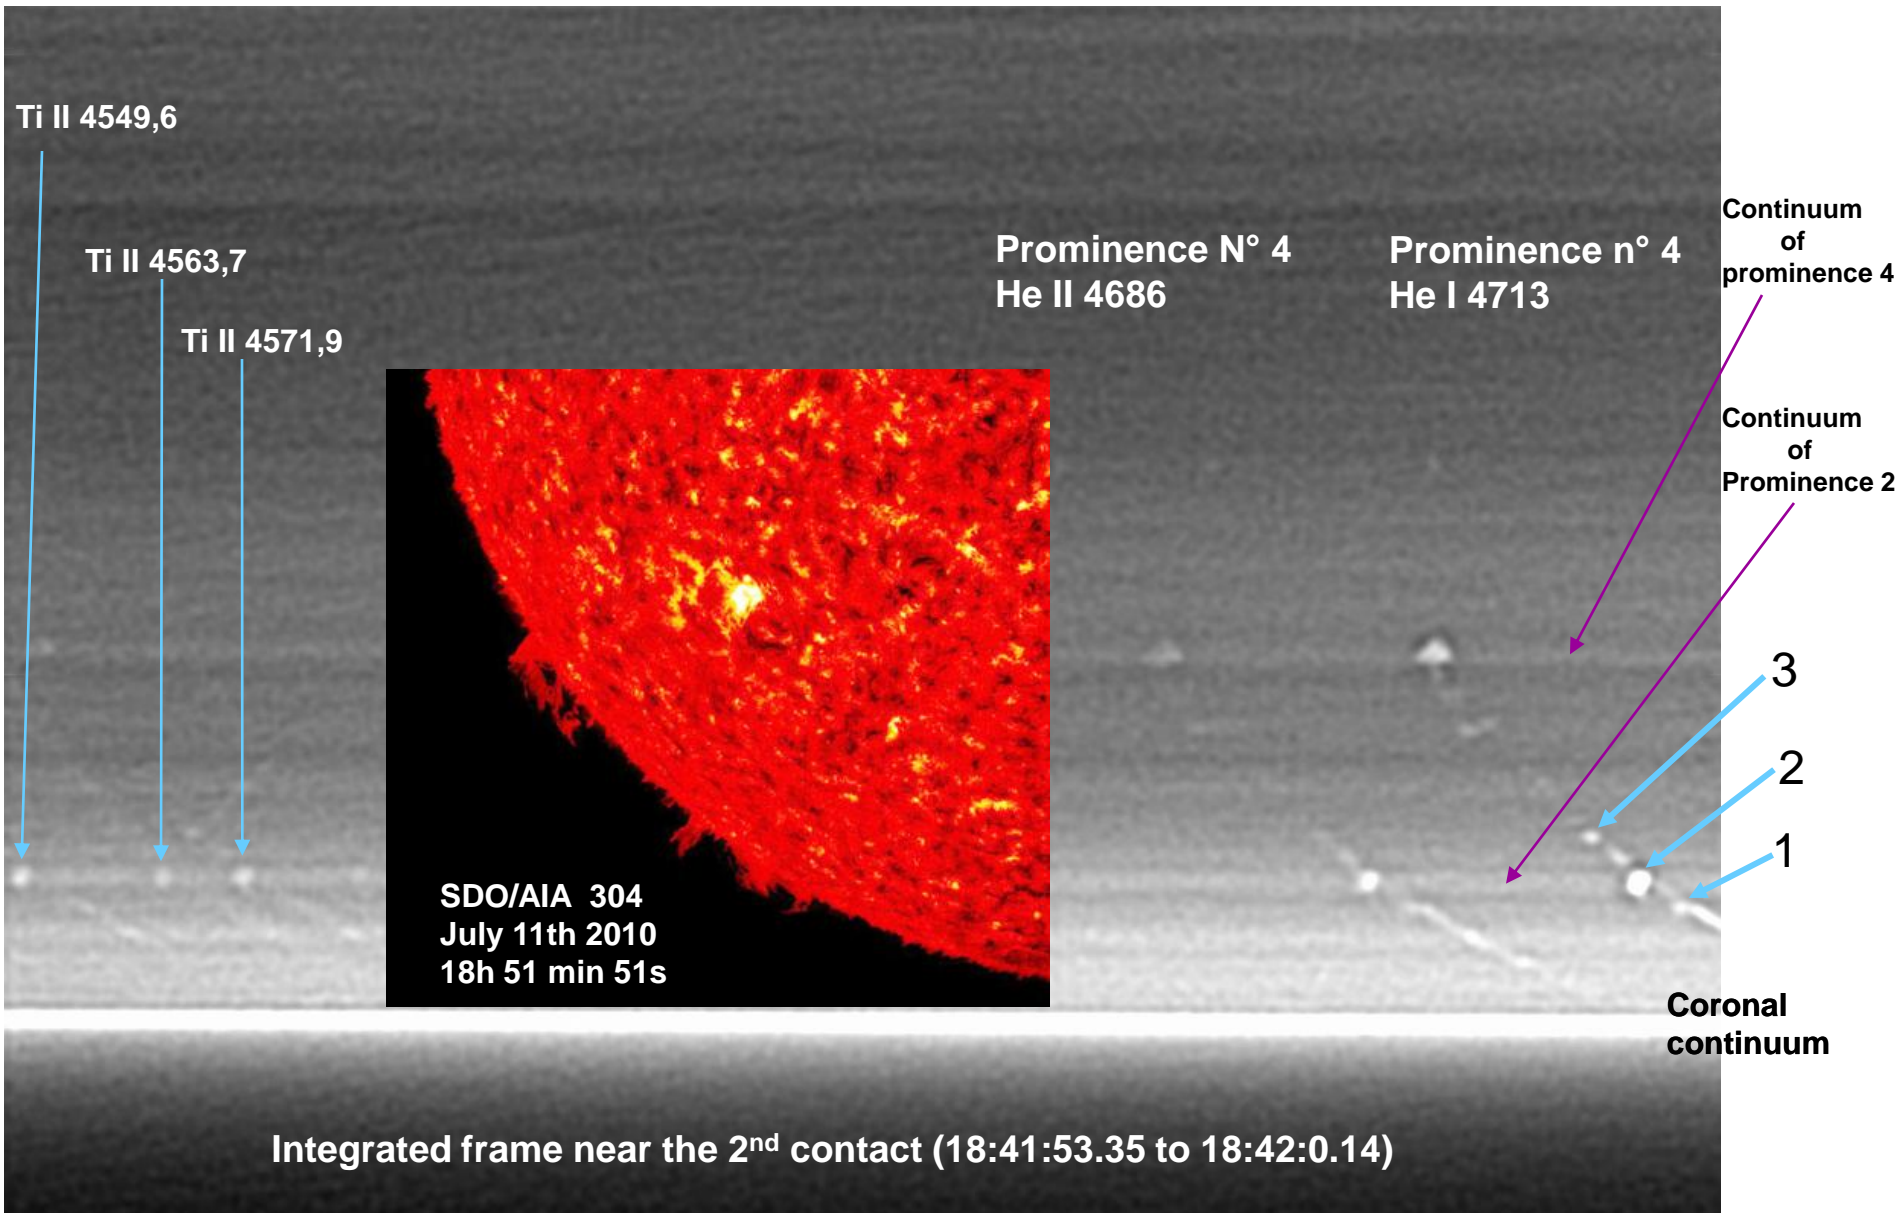 Ti II 4549,6
Ti II 4563,7
Ti II 4571,9
Prominence N° 4
He II 4686
Prominence n° 4
He I 4713
Continuum
of
prominence 4
Continuum
of
Prominence 2
3
2
1
SDO/AIA 304
July 11th 2010
18h 51 min 51s
Coronal
continuum
Integrated frame near the 2nd contact (18:41:53.35 to 18:42:0.14)